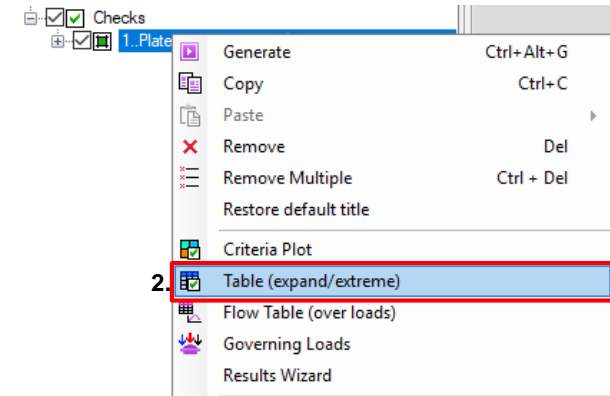 Checks
1..Plate
Generate Ctrl+Alt+G
Copy Ctrl+C
Paste
Remove Del
Remove Multiple Ctrl + Del
Restore default title
Criteria Plot
2. Table (expand/extreme)
Flow Table (over loads)
Governing Loads
Results Wizard